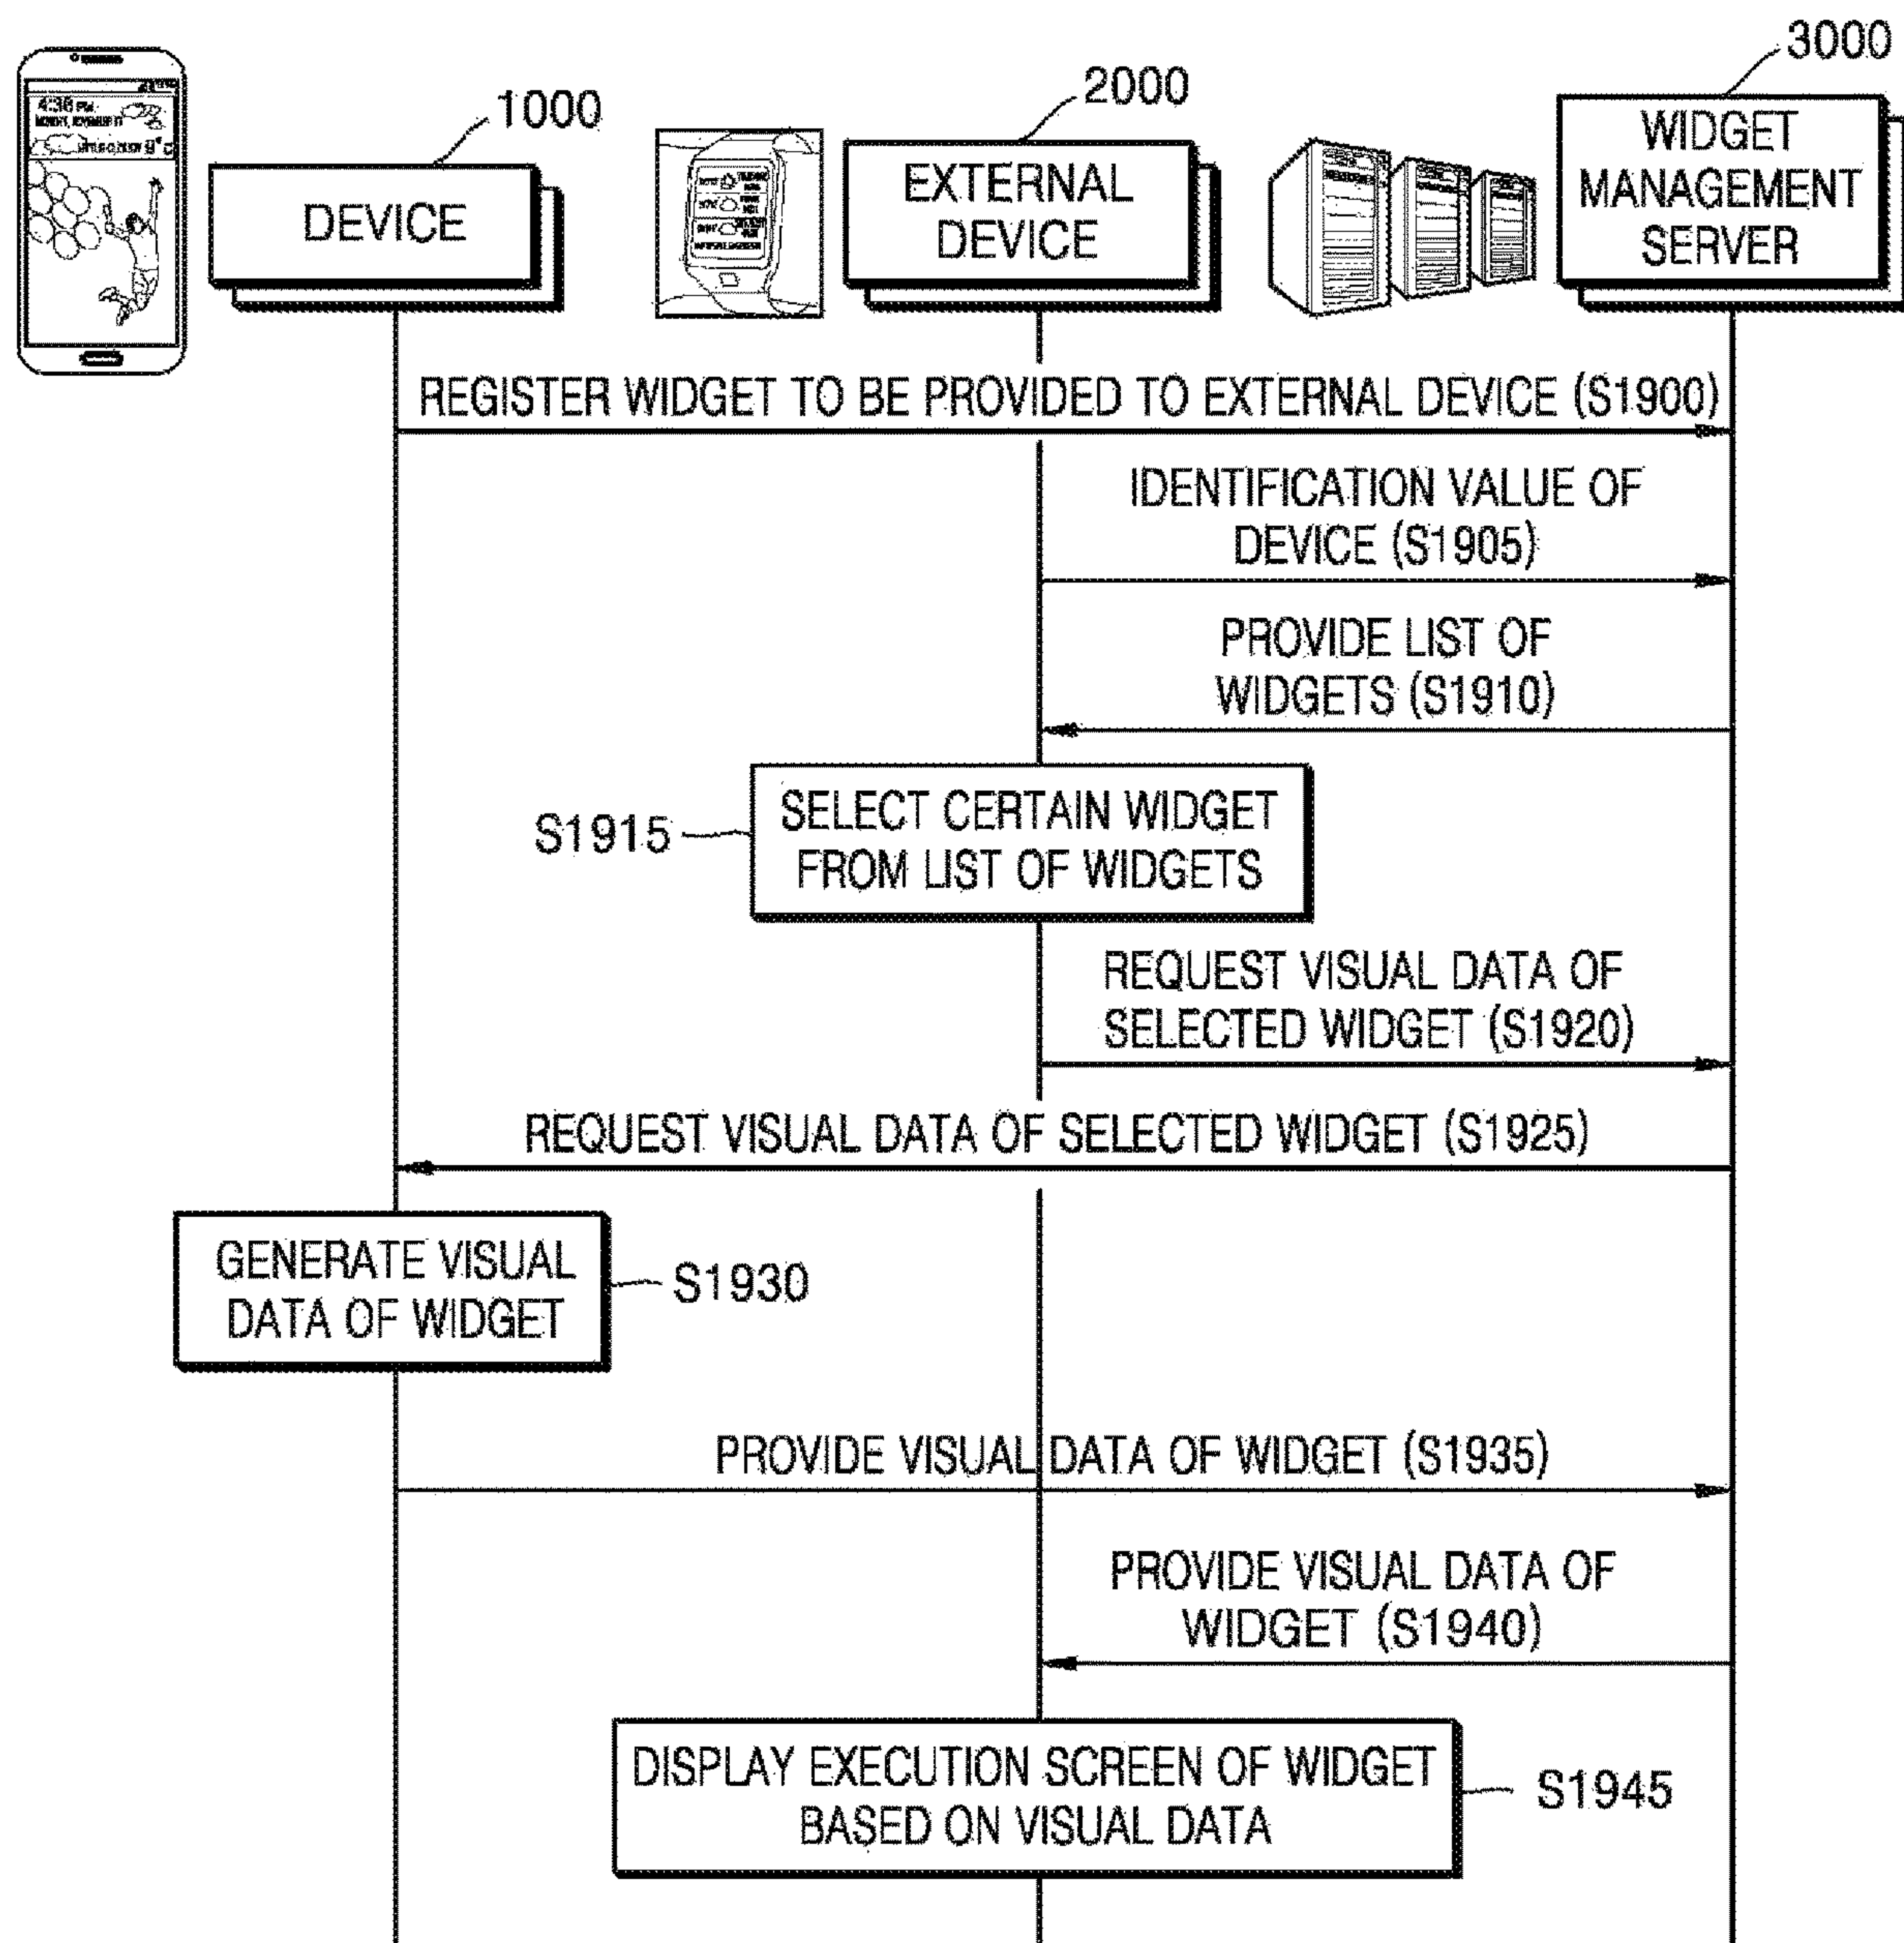 3000
2000
1000
4:36 PM
WIDGET
MANAGEMENT
SERVER
EXTERNAL
DEVICE
DEVICE
REGISTER WIDGET TO BE PROVIDED TO EXTERNAL DEVICE (S1900)
IDENTIFICATION VALUE OF
DEVICE (S1905)
PROVIDE LIST OF
WIDGETS (S1910)
S1915
SELECT CERTAIN WIDGET
FROM LIST OF WIDGETS
REQUEST VISUAL DATA OF
SELECTED WIDGET (S1920)
REQUEST VISUAL DATA OF SELECTED WIDGET (S1925)
GENERATE VISUAL
DATA OF WIDGET
S1930
PROVIDE VISUAL DATA OF WIDGET (S1935)
PROVIDE VISUAL DATA OF
WIDGET (S1940)
DISPLAY EXECUTION SCREEN OF WIDGET
BASED ON VISUAL DATA
S1945